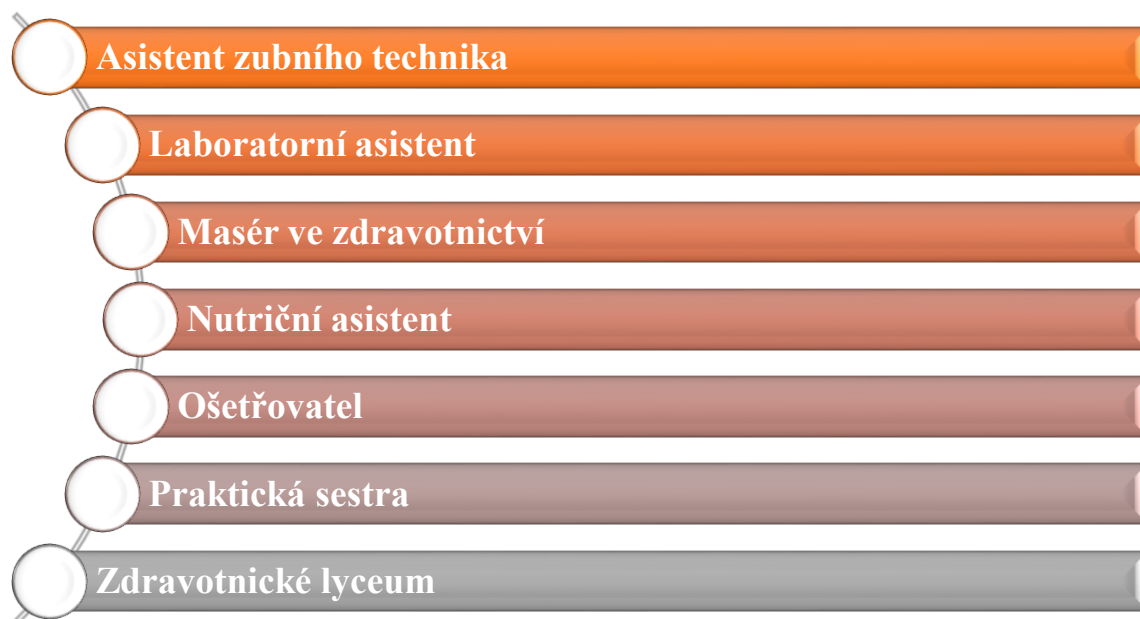 Asistent zubního technika
Laboratorní asistent
Masér ve zdravotnictví
Nutriční asistent
Ošetřovatel
Praktická sestra
Zdravotnické lyceum